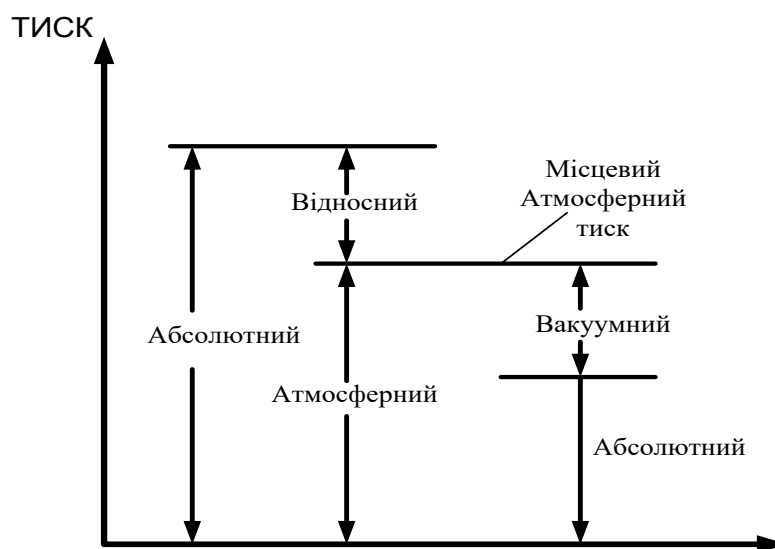 ТИСК
Відносний
Місцевий
Атмосферний
тиск
Абсолютний
Вакуумний
Атмосферний
Абсолютний